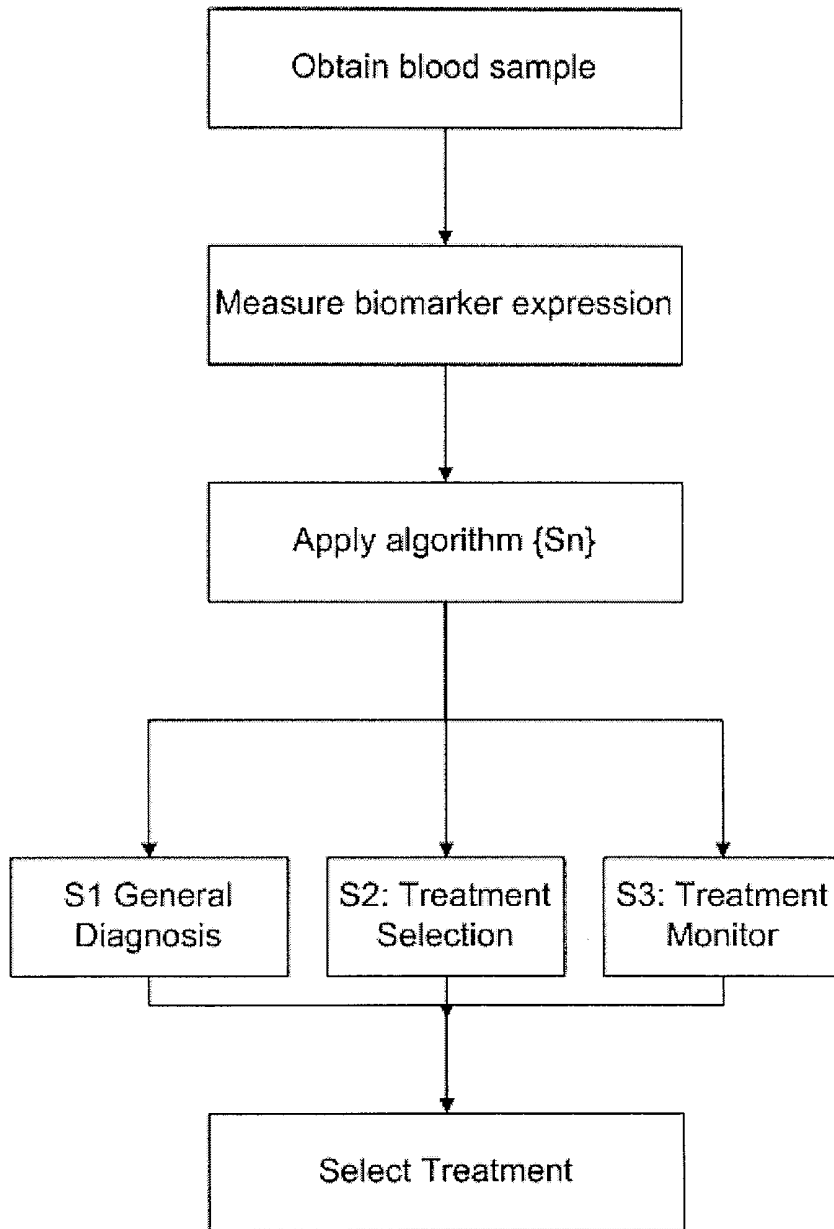 Obtain blood sample
Measure biomarker expression
Apply algorithm {Sn}
S1 General
Diagnosis
S2: Treatment
Selection
S3: Treatment
Monitor
Select Treatment